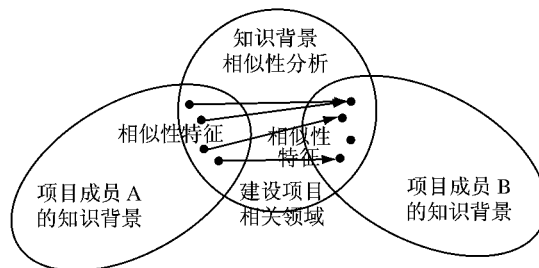 知识背景
相似性分析
相似性特征
相似性
特征
建设项目
相关领域
项目成员 A
的知识背景
项目成员 B
的知识背景